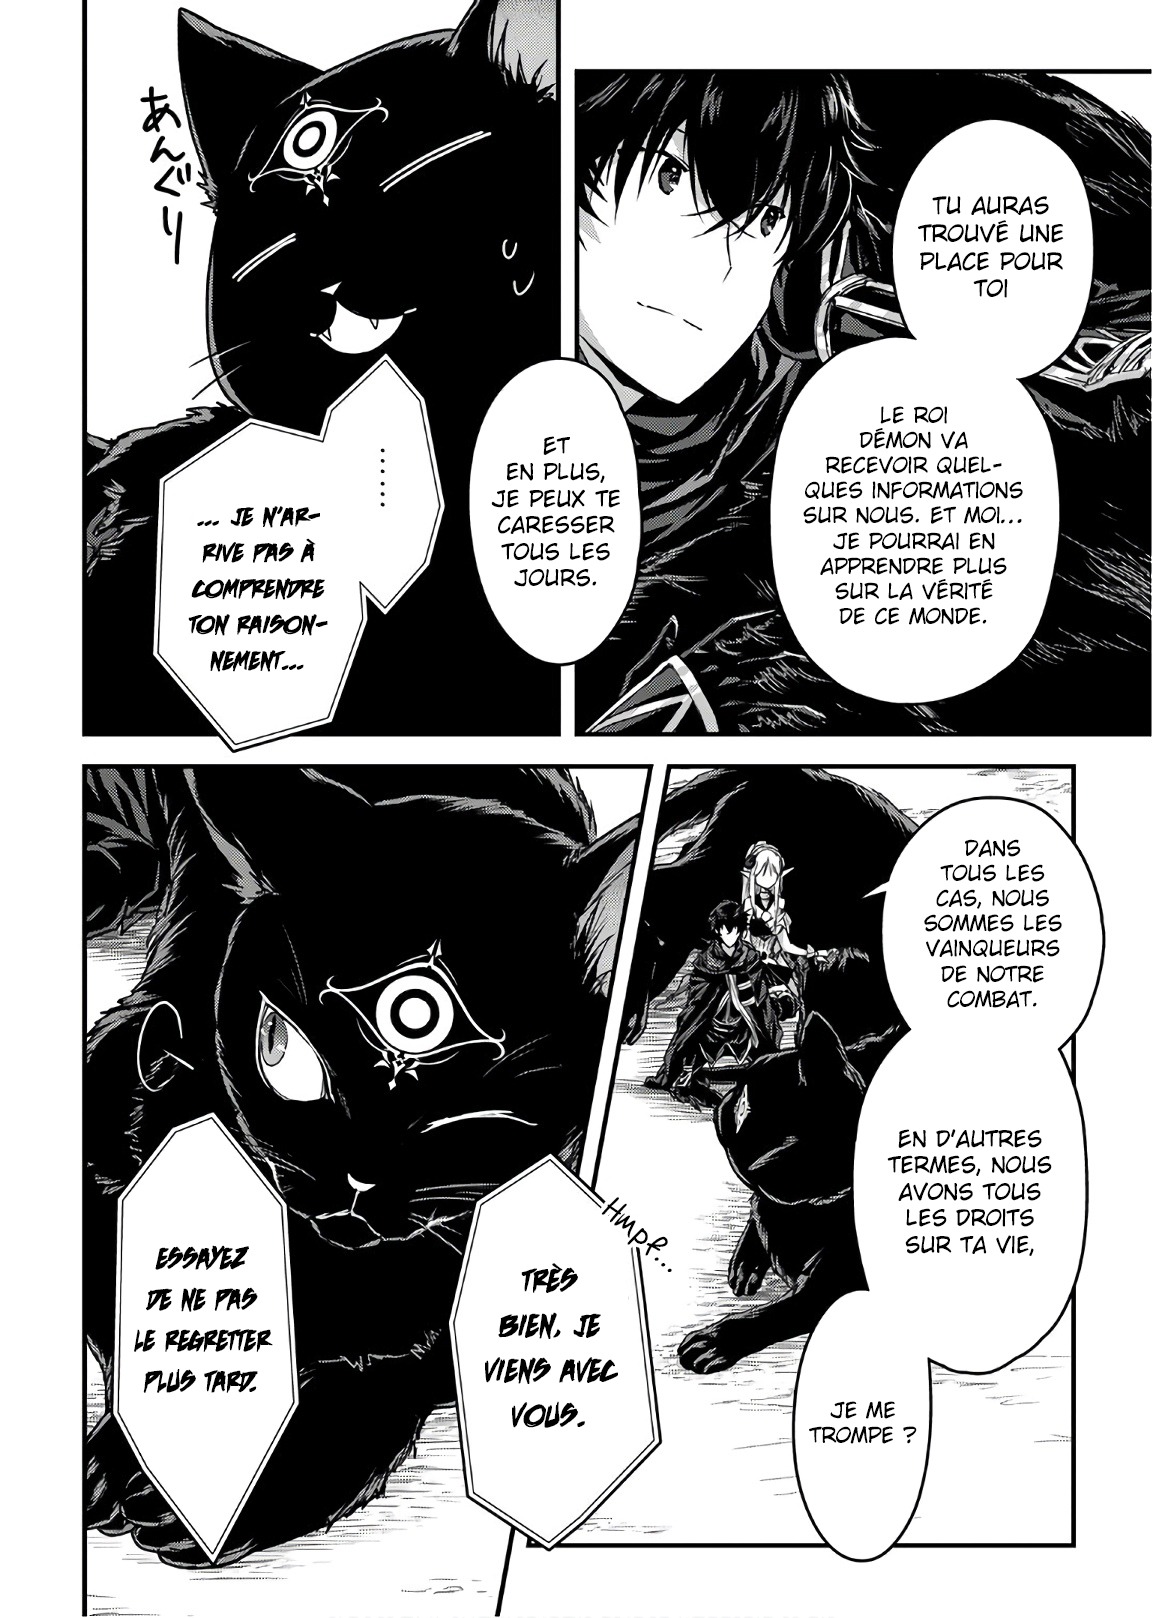 TU AURAS
TROUVÉ UNE
PLACE POUR
TOI
LE ROI
DÉMON VA
RECEVOIR QUEL-
QUES INFORMATIONS
SUR NOUS. ET MOI...
JE POURRAI EN
APPRENDRE PLUS
SUR LA VÉRITÉ
DE CE MONDE.
ET
EN PLUS,
JE PEUX TE
CARESSER
TOUS LES
JOURS.
あんぐり
......
... JE N'AR-
RIVE PAS À
COMPRENDRE
TON RAISON-
NEMENT...
DANS
TOUS LES
CAS, NOUS
SOMMES LES
VAINQUEURS
DE NOTRE
COMBAT.
EN D'AUTRES
TERMES, NOUS
AVONS TOUS
LES DROITS
SUR TA VIE,
JE ME
TROMPE ?
Hmpf...
TRÈS
BIEN, JE
VIENS AVEC
VOUS.
ESSAYEZ
DE NE PAS
LE REGRETTER
PLUS TARD.